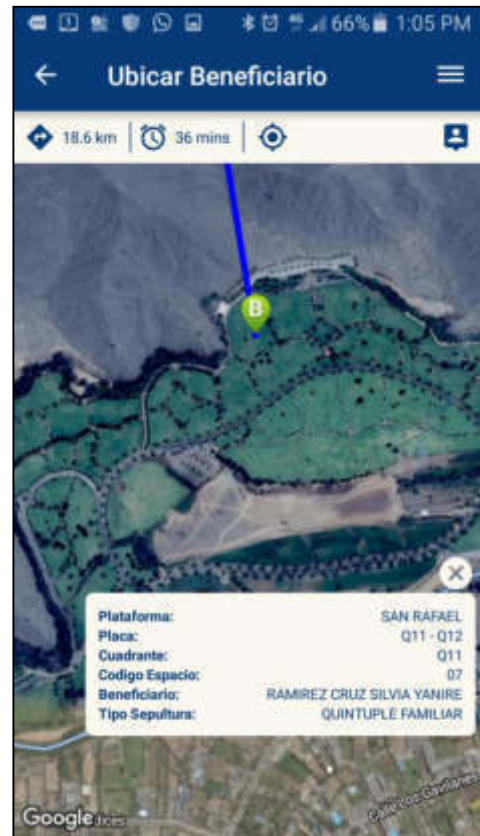 66% 1:05 PM
Ubicar Beneficiario
18.6 km 36 mins
B
Plataforma: SAN RAFAEL
Placa: Q11 - Q12
Cuadrante: Q11
Codigo Espacio: 07
Beneficiario: RAMIREZ CRUZ SILVIA YANIRE
Tipo Sepultura: QUINTUPLE FAMILIAR
Calle Los Gavilanes
Google